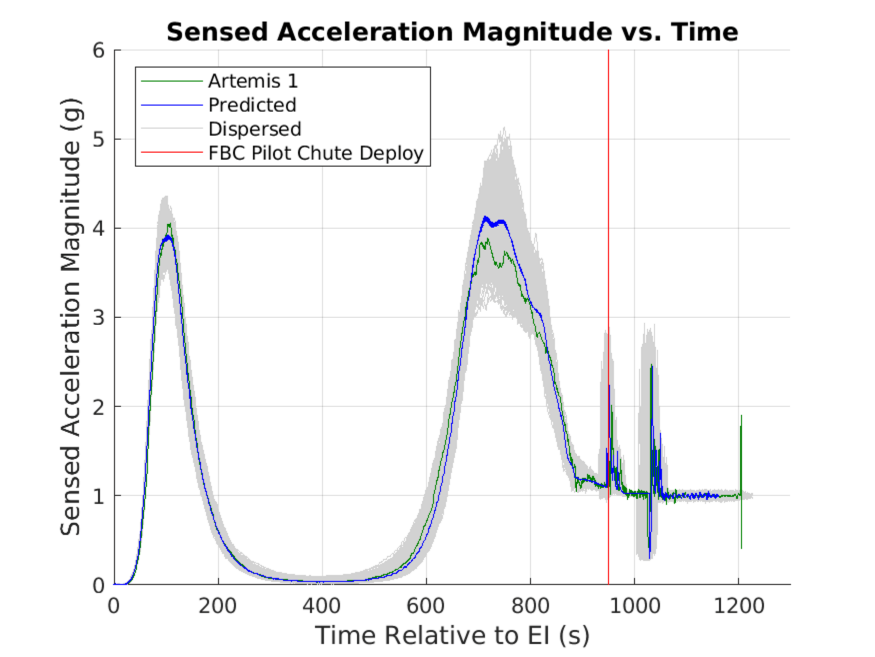 Sensed Acceleration Magnitude vs. Time
Sensed Acceleration Magnitude (g)
6
5
4
3
2
1
0
Artemis 1
Predicted
Dispersed
FBC Pilot Chute Deploy
0 200 400 600 800 1000 1200
Time Relative to EI (s)